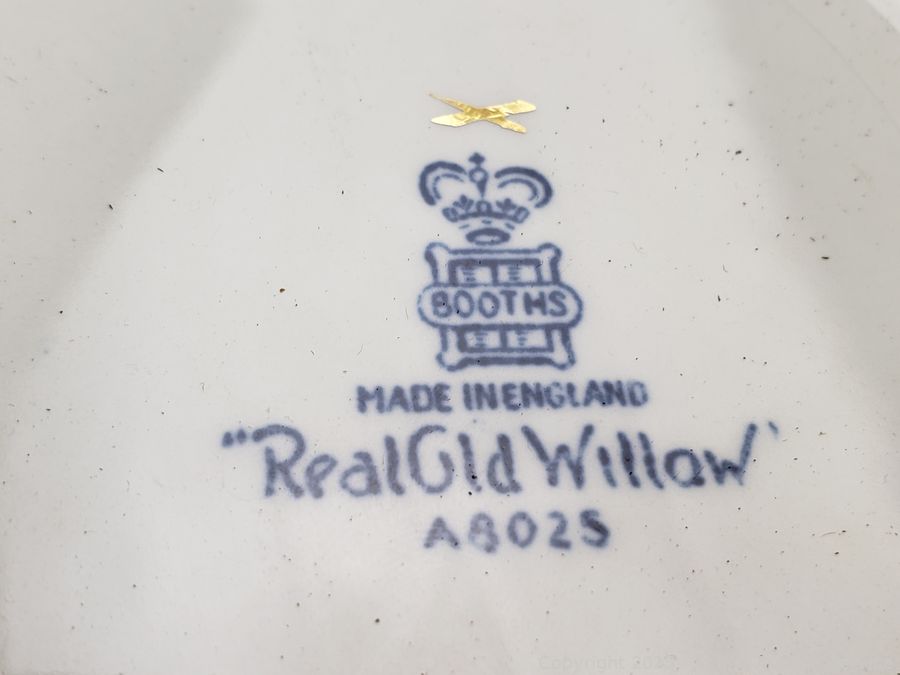 BOOTHS
MADE IN ENGLAND
"Real Old Willow"
A8025